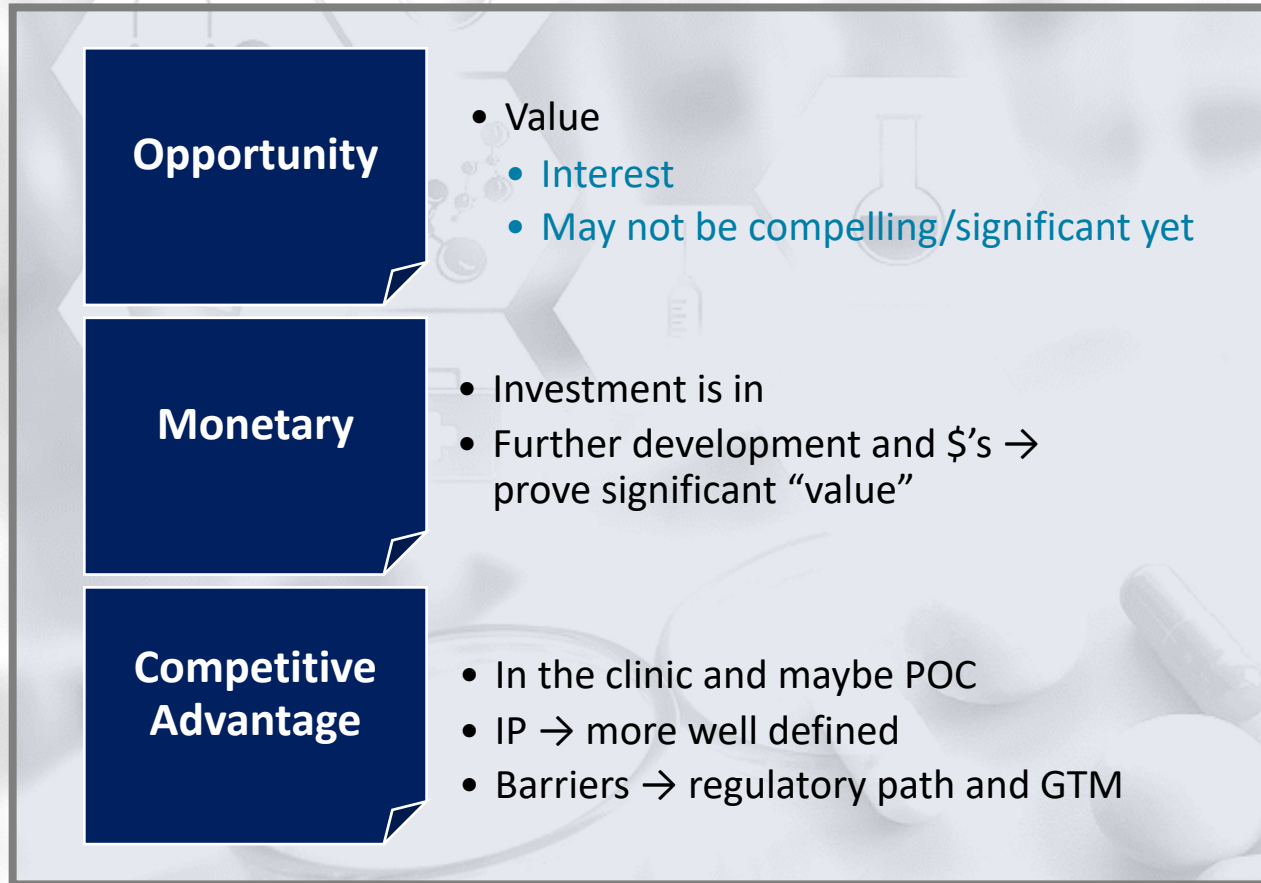 Opportunity
• Value
• Interest
• May not be compelling/significant yet
Monetary
• Investment is in
• Further development and $’s →
prove significant “value”
Competitive
Advantage
• In the clinic and maybe POC
• IP → more well defined
• Barriers → regulatory path and GTM